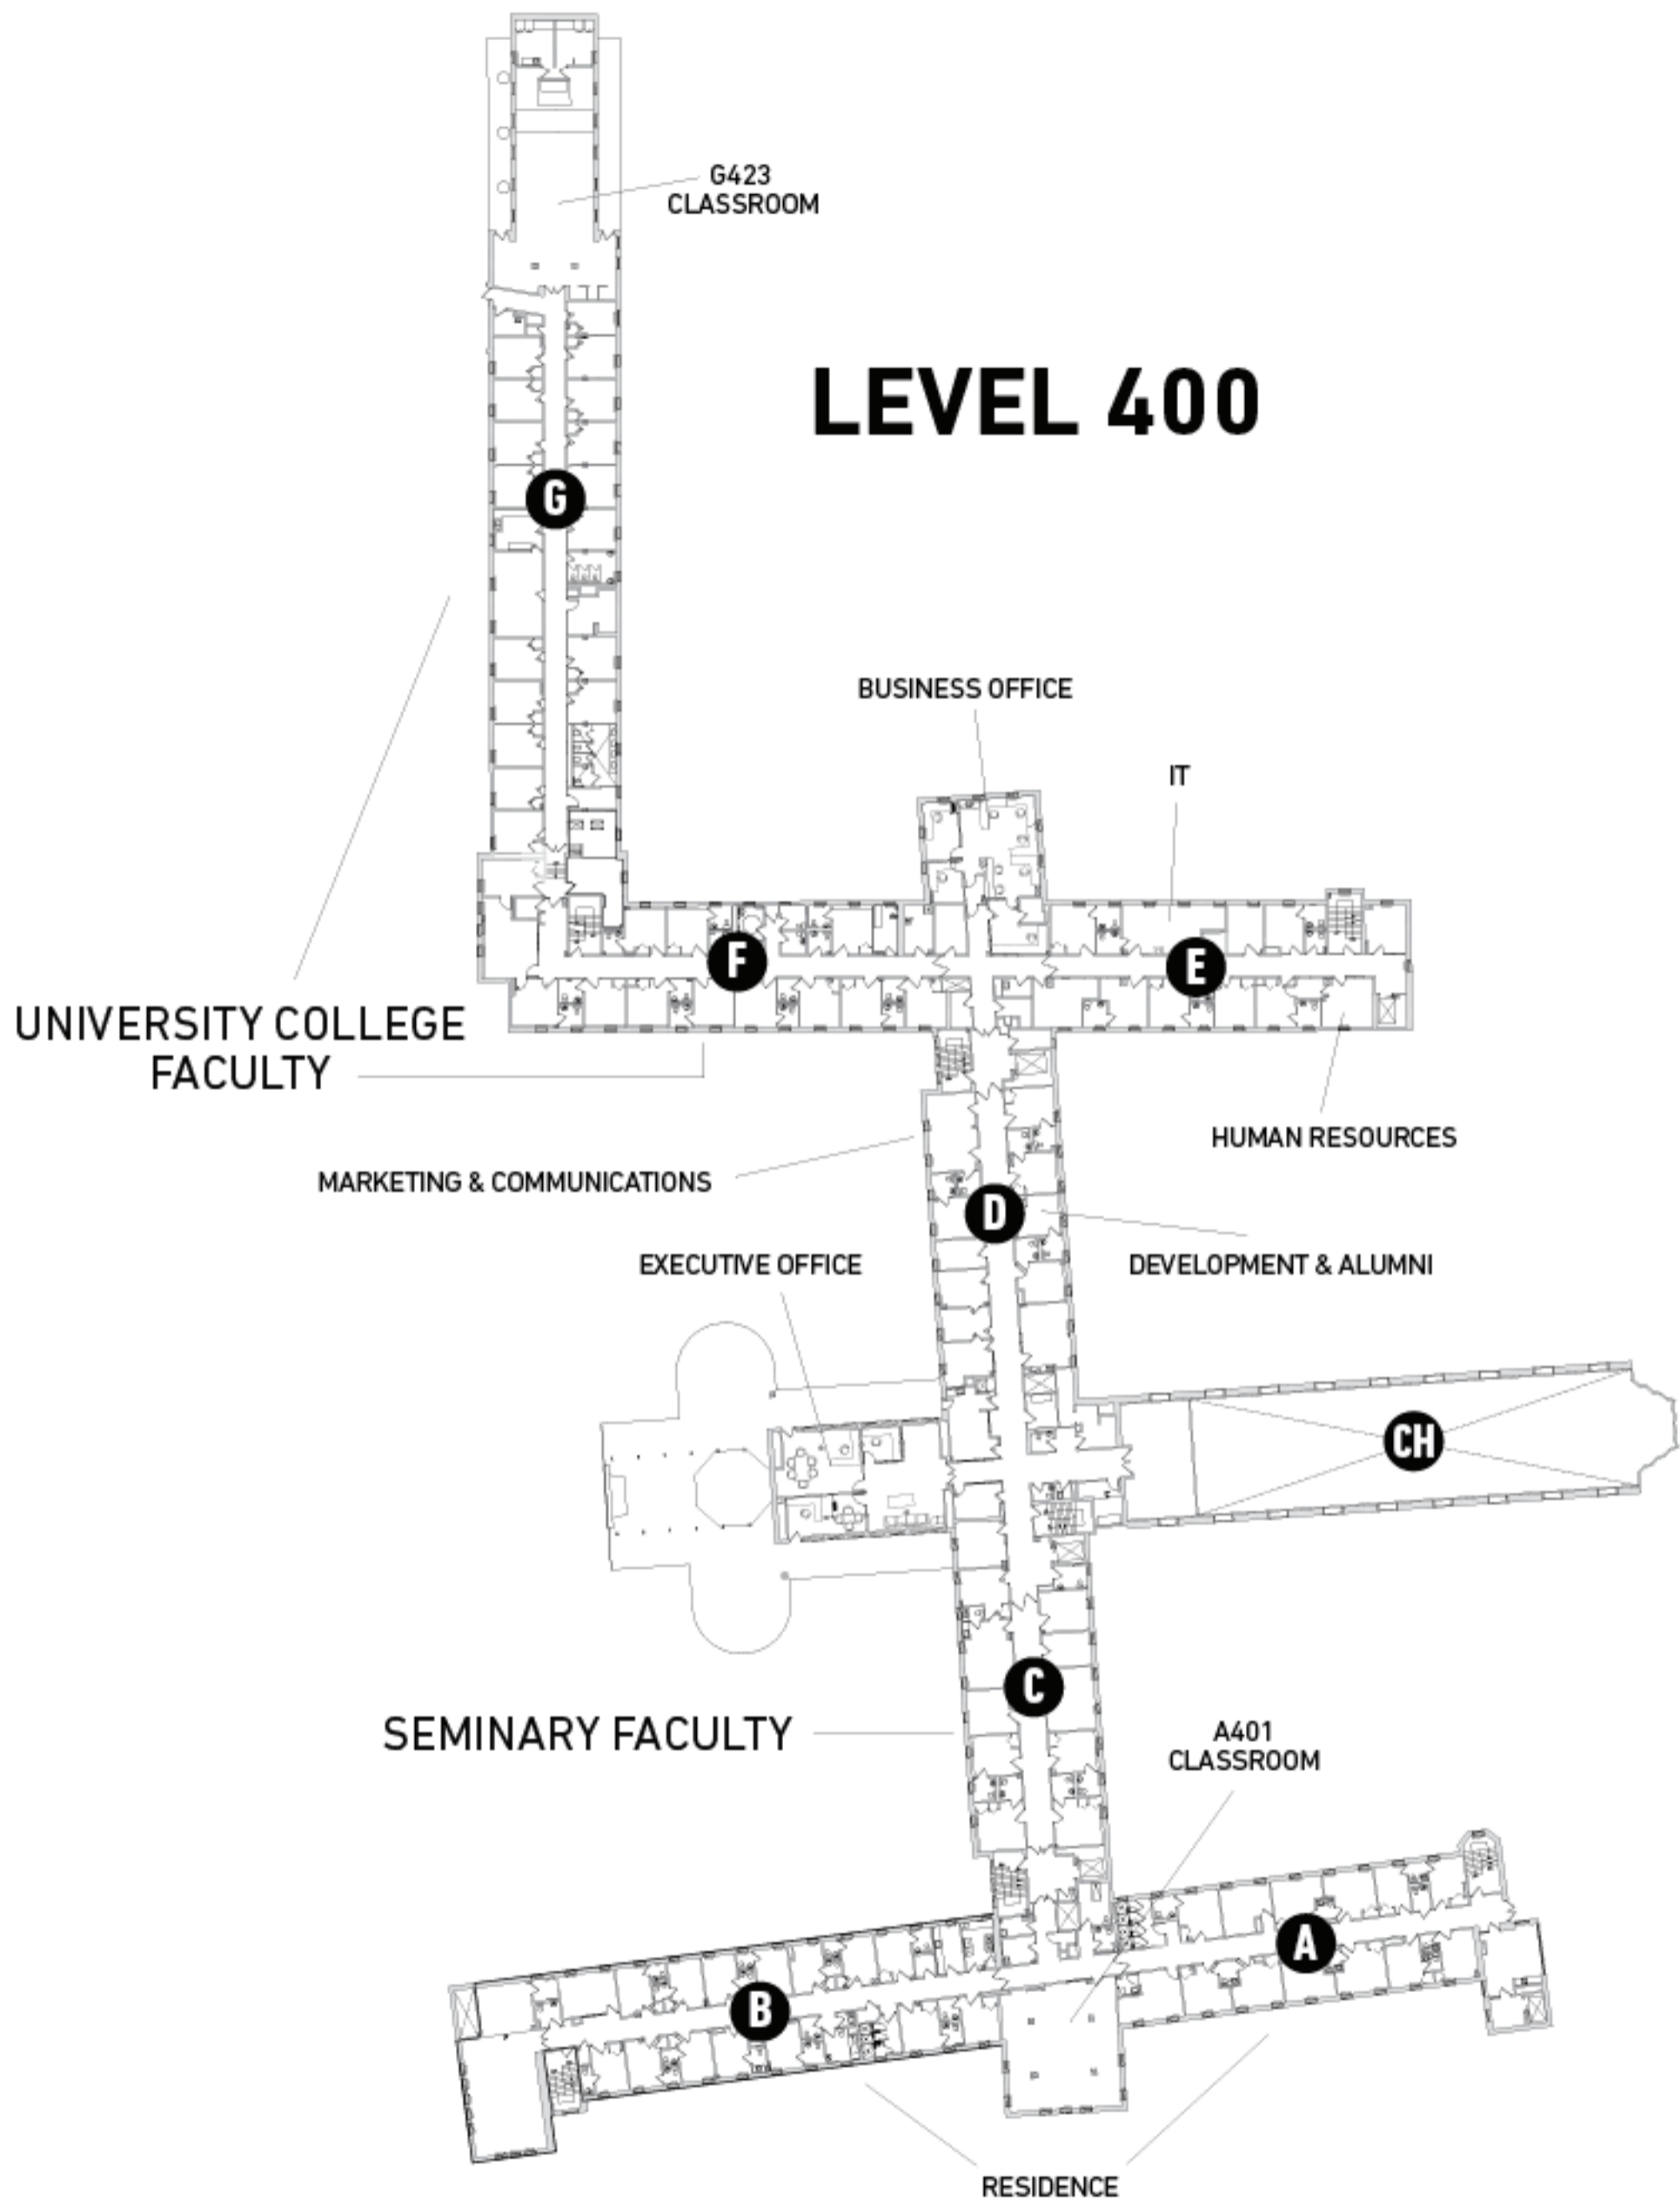 G423
CLASSROOM
LEVEL 400
G
BUSINESS OFFICE
IT
F
E
UNIVERSITY COLLEGE
FACULTY
HUMAN RESOURCES
MARKETING & COMMUNICATIONS
D
EXECUTIVE OFFICE
DEVELOPMENT & ALUMNI
CH
C
SEMINARY FACULTY
A401
CLASSROOM
A
B
RESIDENCE